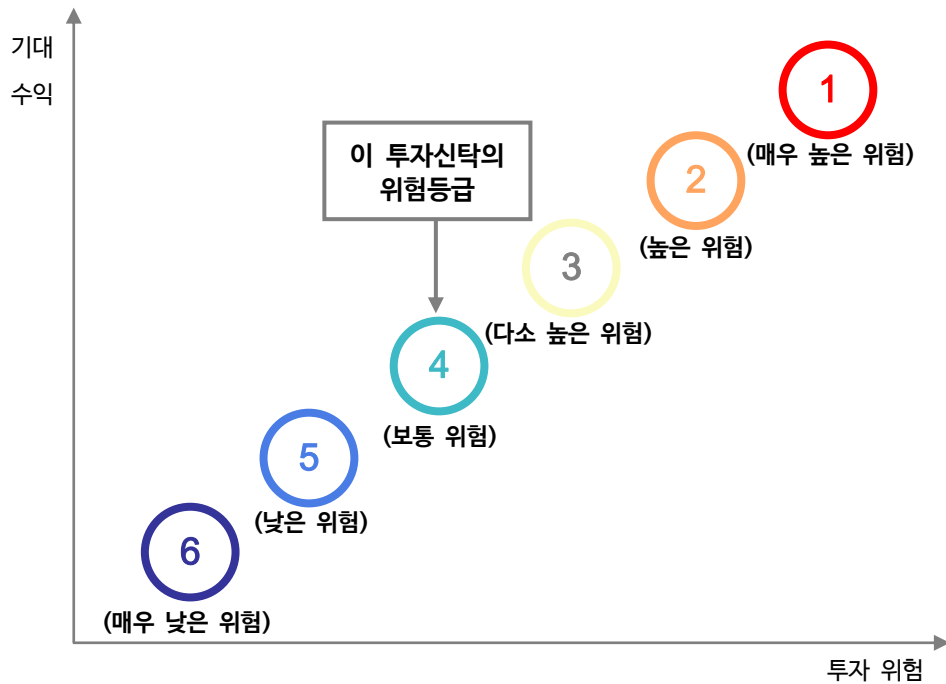 기대
수익
1
(매우 높은 위험)
이 투자신탁의
위험등급
2
(높은 위험)
3
(다소 높은 위험)
4
(보통 위험)
5
(낮은 위험)
6
(매우 낮은 위험)
투자 위험